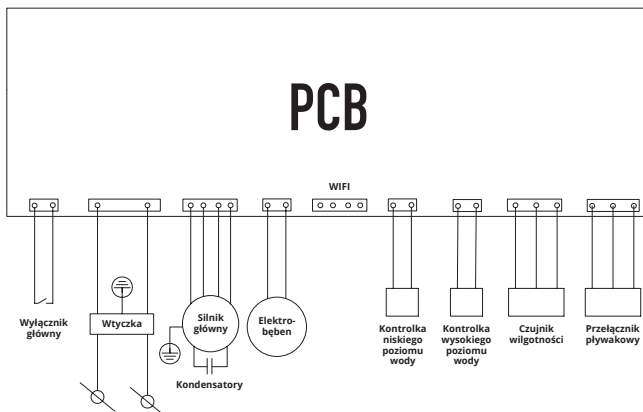 PCB
WIFI
Wyłącznik
główny
Wtyczka
Silnik
główny
Kondensatory
Elektro-
bęben
Kontrolka
niskiego
poziomu
wody
Kontrolka
wysokiego
poziomu
wody
Czujnik
wilgotności
Przełącznik
pływakowy